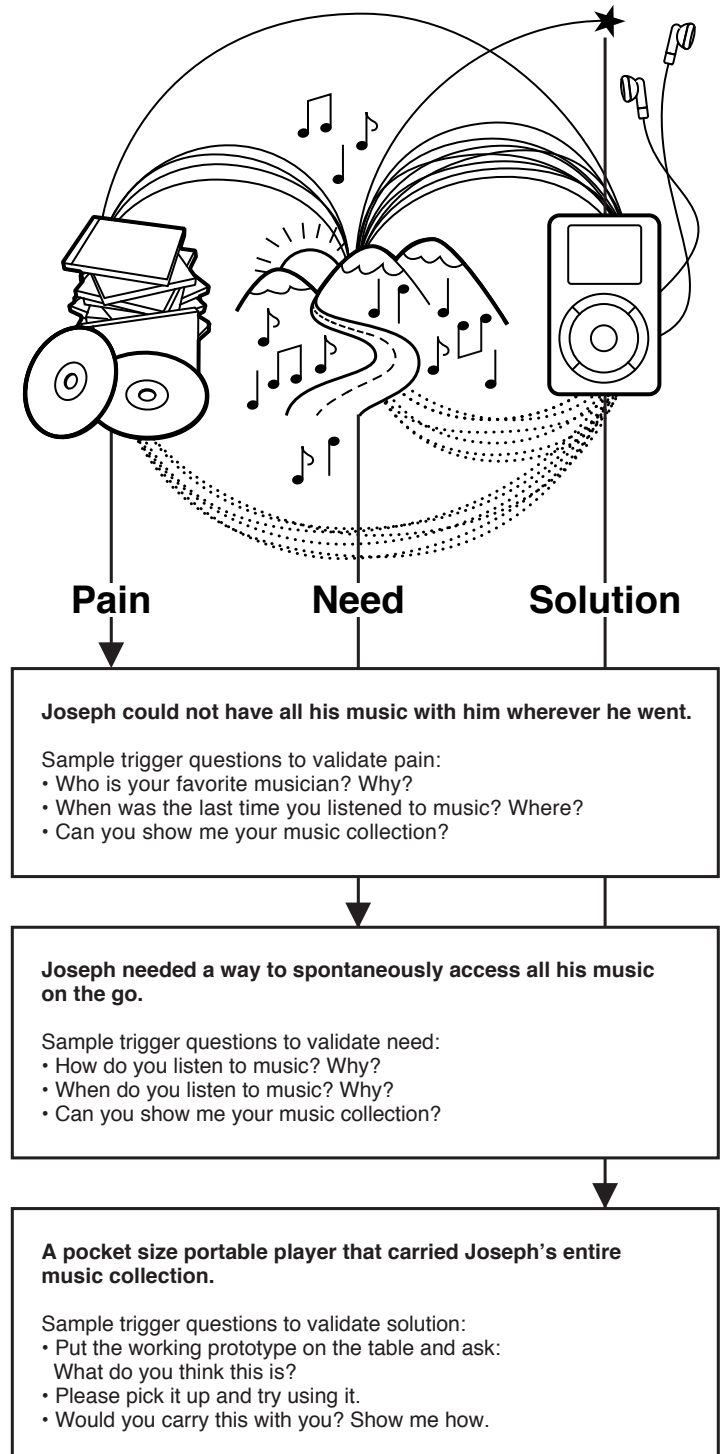 Pain Need Solution
Joseph could not have all his music with him wherever he went.
Sample trigger questions to validate pain:
• Who is your favorite musician? Why?
• When was the last time you listened to music? Where?
• Can you show me your music collection?
Joseph needed a way to spontaneously access all his music
on the go.
Sample trigger questions to validate need:
• How do you listen to music? Why?
• When do you listen to music? Why?
• Can you show me your music collection?
A pocket size portable player that carried Joseph’s entire
music collection.
Sample trigger questions to validate solution:
• Put the working prototype on the table and ask:
What do you think this is?
• Please pick it up and try using it.
• Would you carry this with you? Show me how.